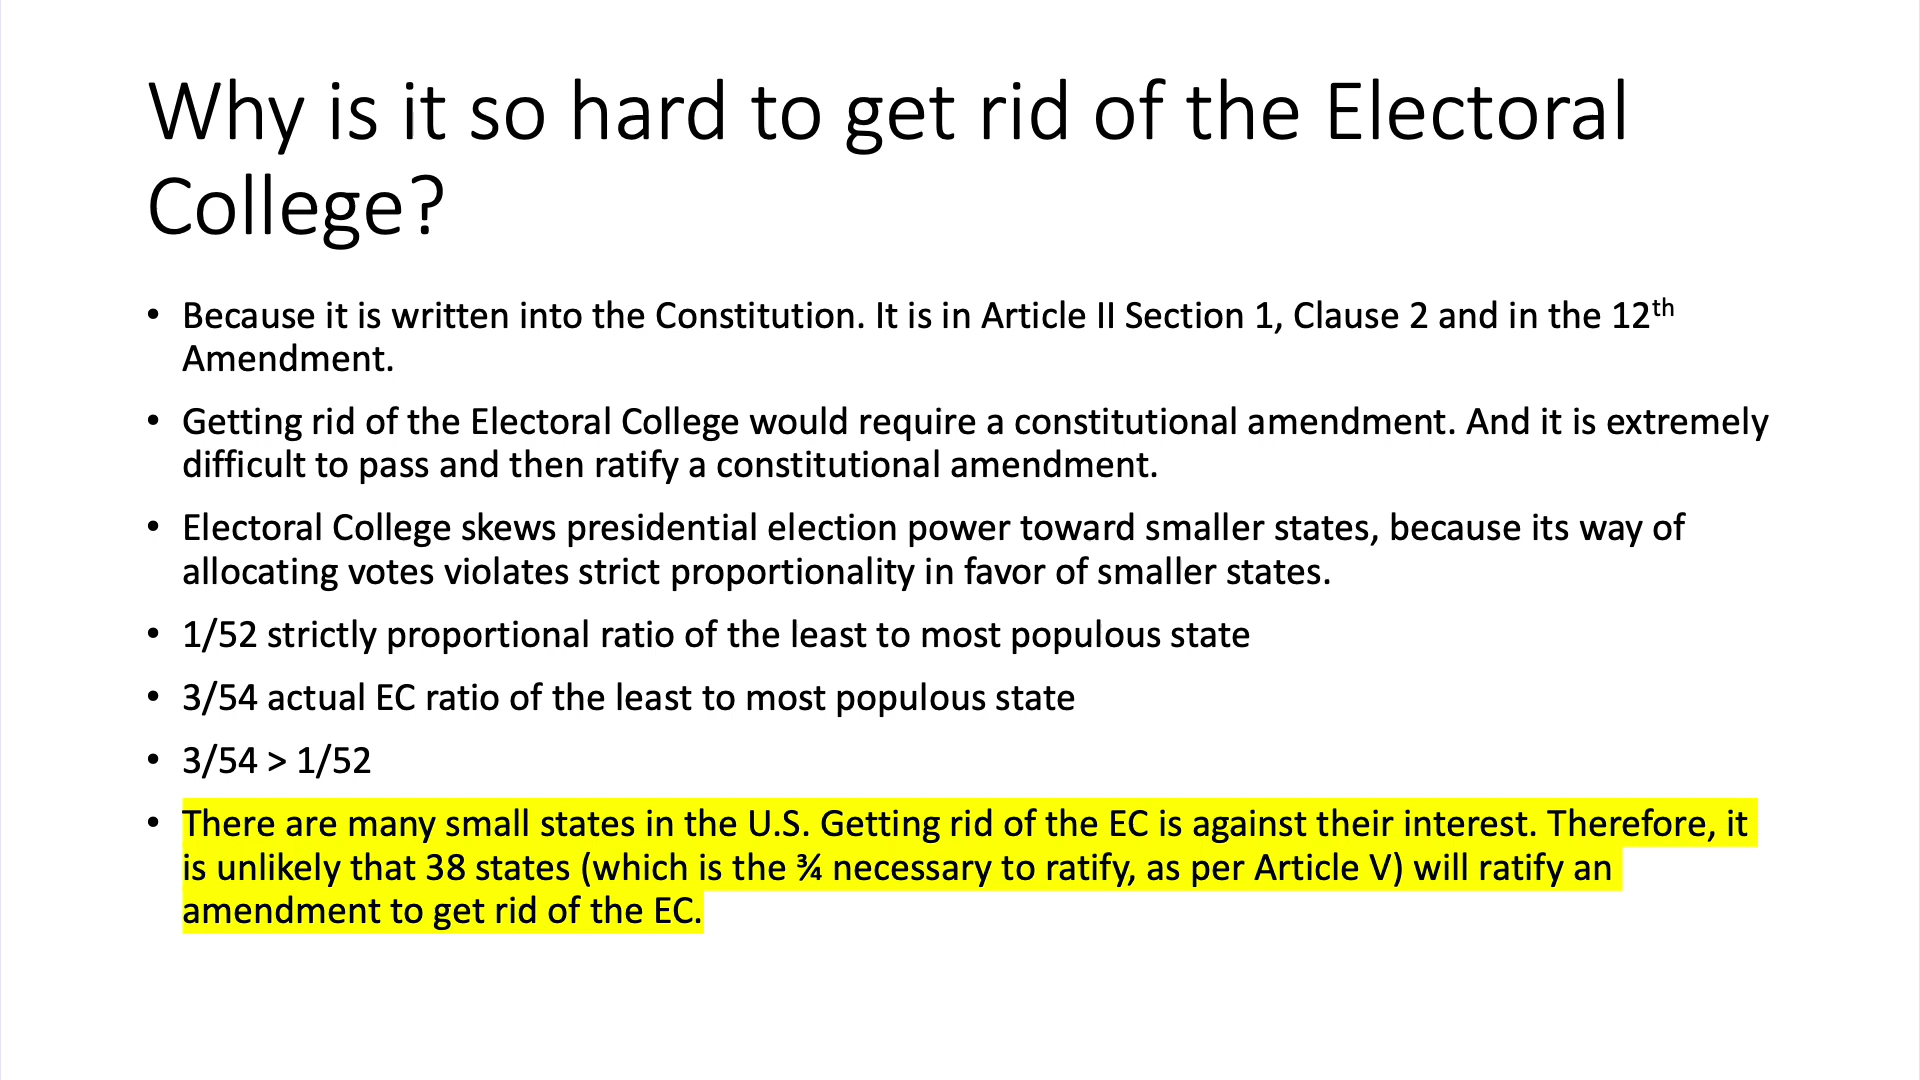 Why is it so hard to get rid of the Electoral
College?
• Because it is written into the Constitution. It is in Article II Section 1, Clause 2 and in the 12th
Amendment.
• Getting rid of the Electoral College would require a constitutional amendment. And it is extremely
difficult to pass and then ratify a constitutional amendment.
• Electoral College skews presidential election power toward smaller states, because its way of
allocating votes violates strict proportionality in favor of smaller states.
• 1/52 strictly proportional ratio of the least to most populous state
• 3/54 actual EC ratio of the least to most populous state
• 3/54 > 1/52
• There are many small states in the U.S. Getting rid of the EC is against their interest. Therefore, it
is unlikely that 38 states (which is the ¾ necessary to ratify, as per Article V) will ratify an
amendment to get rid of the EC.